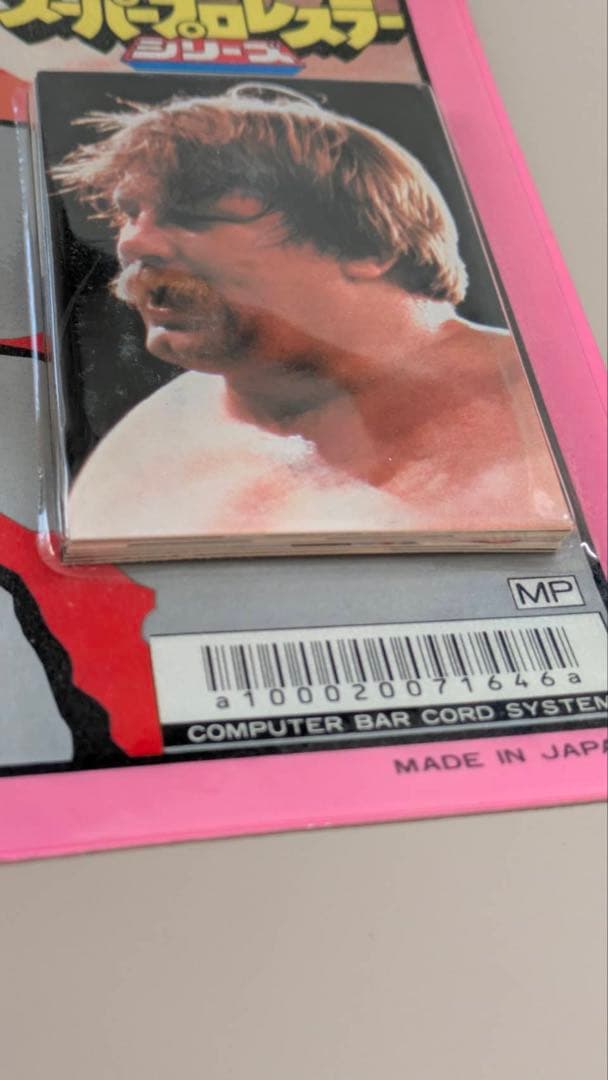 スーパープロレスラー
シリーズ
MP
a1000200071646a
COMPUTER BAR CORD SYSTEM
MADE IN JAPA